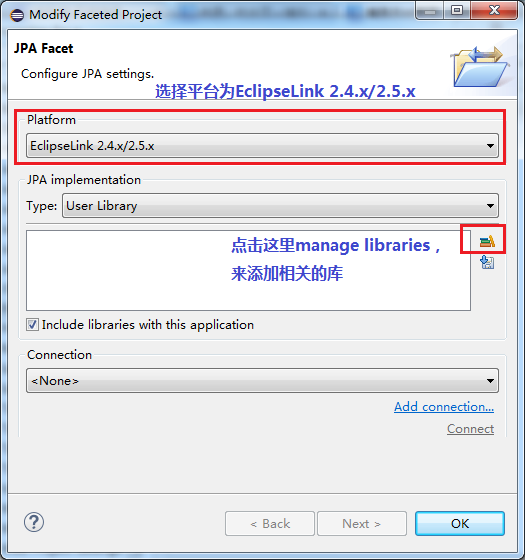 Modify Faceted Project
JPA Facet
Configure JPA settings.
选择平台为EclipseLink 2.4.x/2.5.x
Platform
EclipseLink 2.4.x/2.5.x
JPA implementation
Type: User Library
点击这里manage libraries，
来添加相关的库
Include libraries with this application
Connection
<None>
Add connection...
Connect
?
< Back
Next >
OK